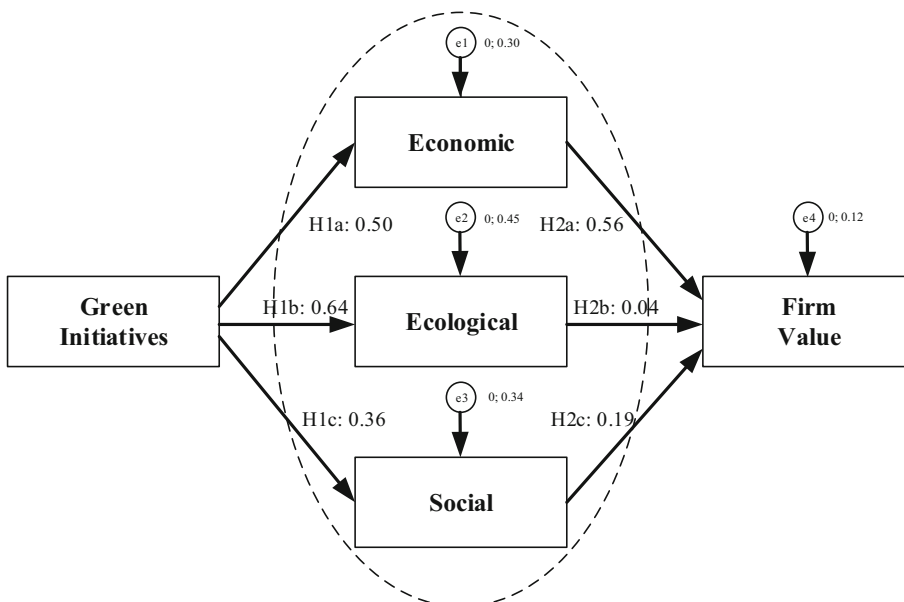 e1
0; 0.30
Economic
H1a: 0.50
e2
0; 0.45
H2a: 0.56
e4
0; 0.12
Green
Initiatives
H1b: 0.64
Ecological
H2b: 0.04
Firm
Value
e3
0; 0.34
H1c: 0.36
H2c: 0.19
Social